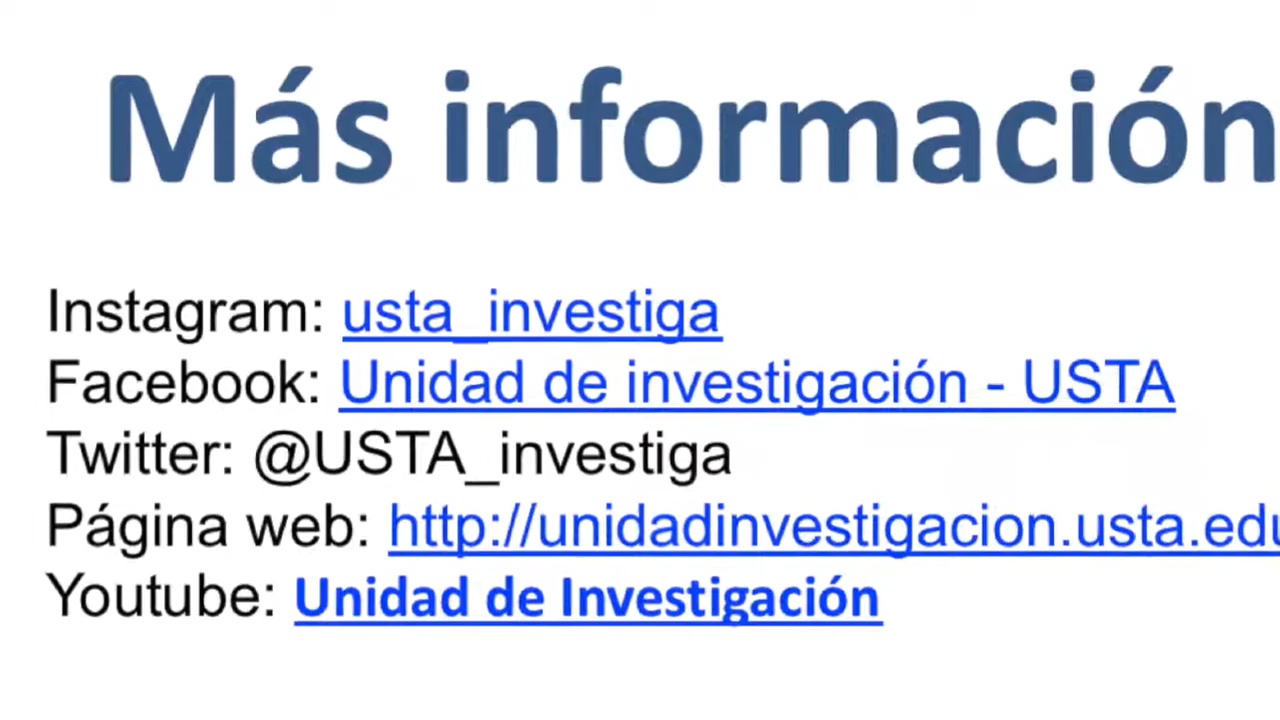 Más información
Instagram: usta_investiga
Facebook: Unidad de investigación - USTA
Twitter: @USTA_investiga
Página web: http://unidadinvestigacion.usta.edu
Youtube: Unidad de Investigación